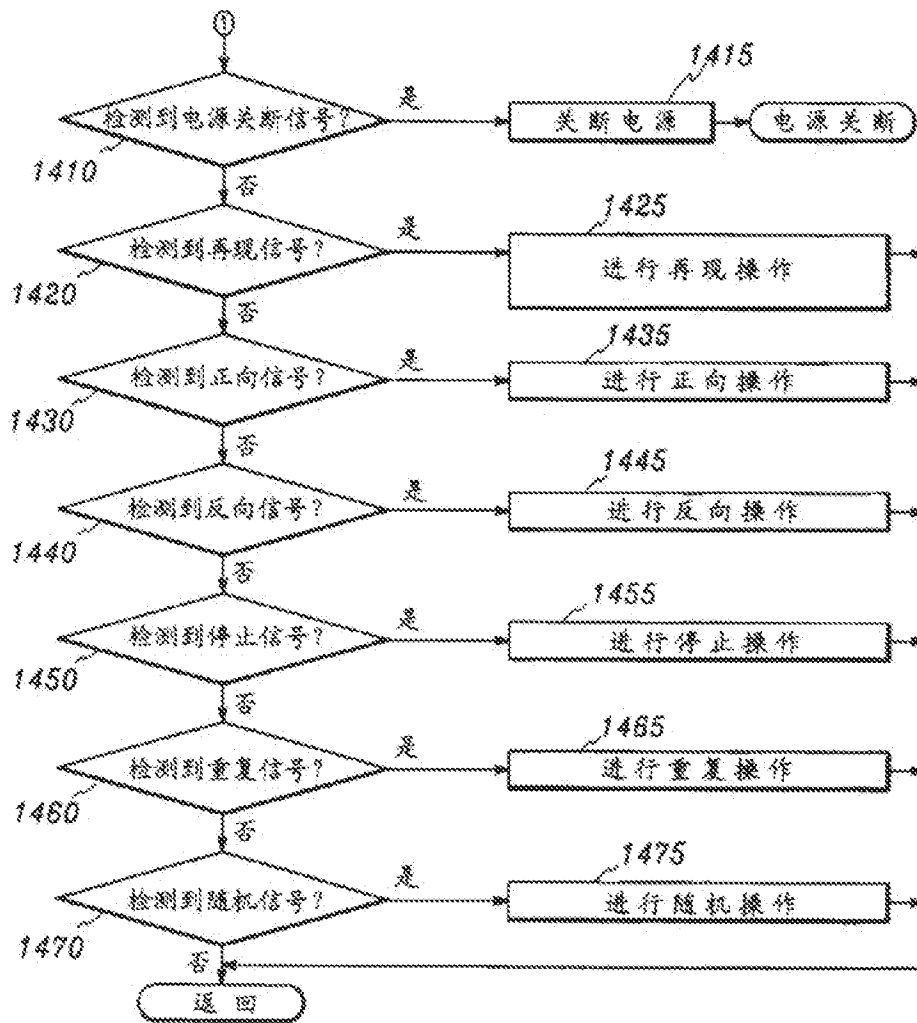 ①
1415
检测到电源关断信号?
是
关断电源
电源关断
1410
否
1425
检测到再现信号?
是
进行再现操作
1420
否
1435
检测到正向信号?
是
进行正向操作
1430
否
1445
检测到反向信号?
是
进行反向操作
1440
否
1455
检测到停止信号?
是
进行停止操作
1450
否
1465
检测到重复信号?
是
进行重复操作
1460
否
1475
检测到随机信号?
是
进行随机操作
1470
否
返回